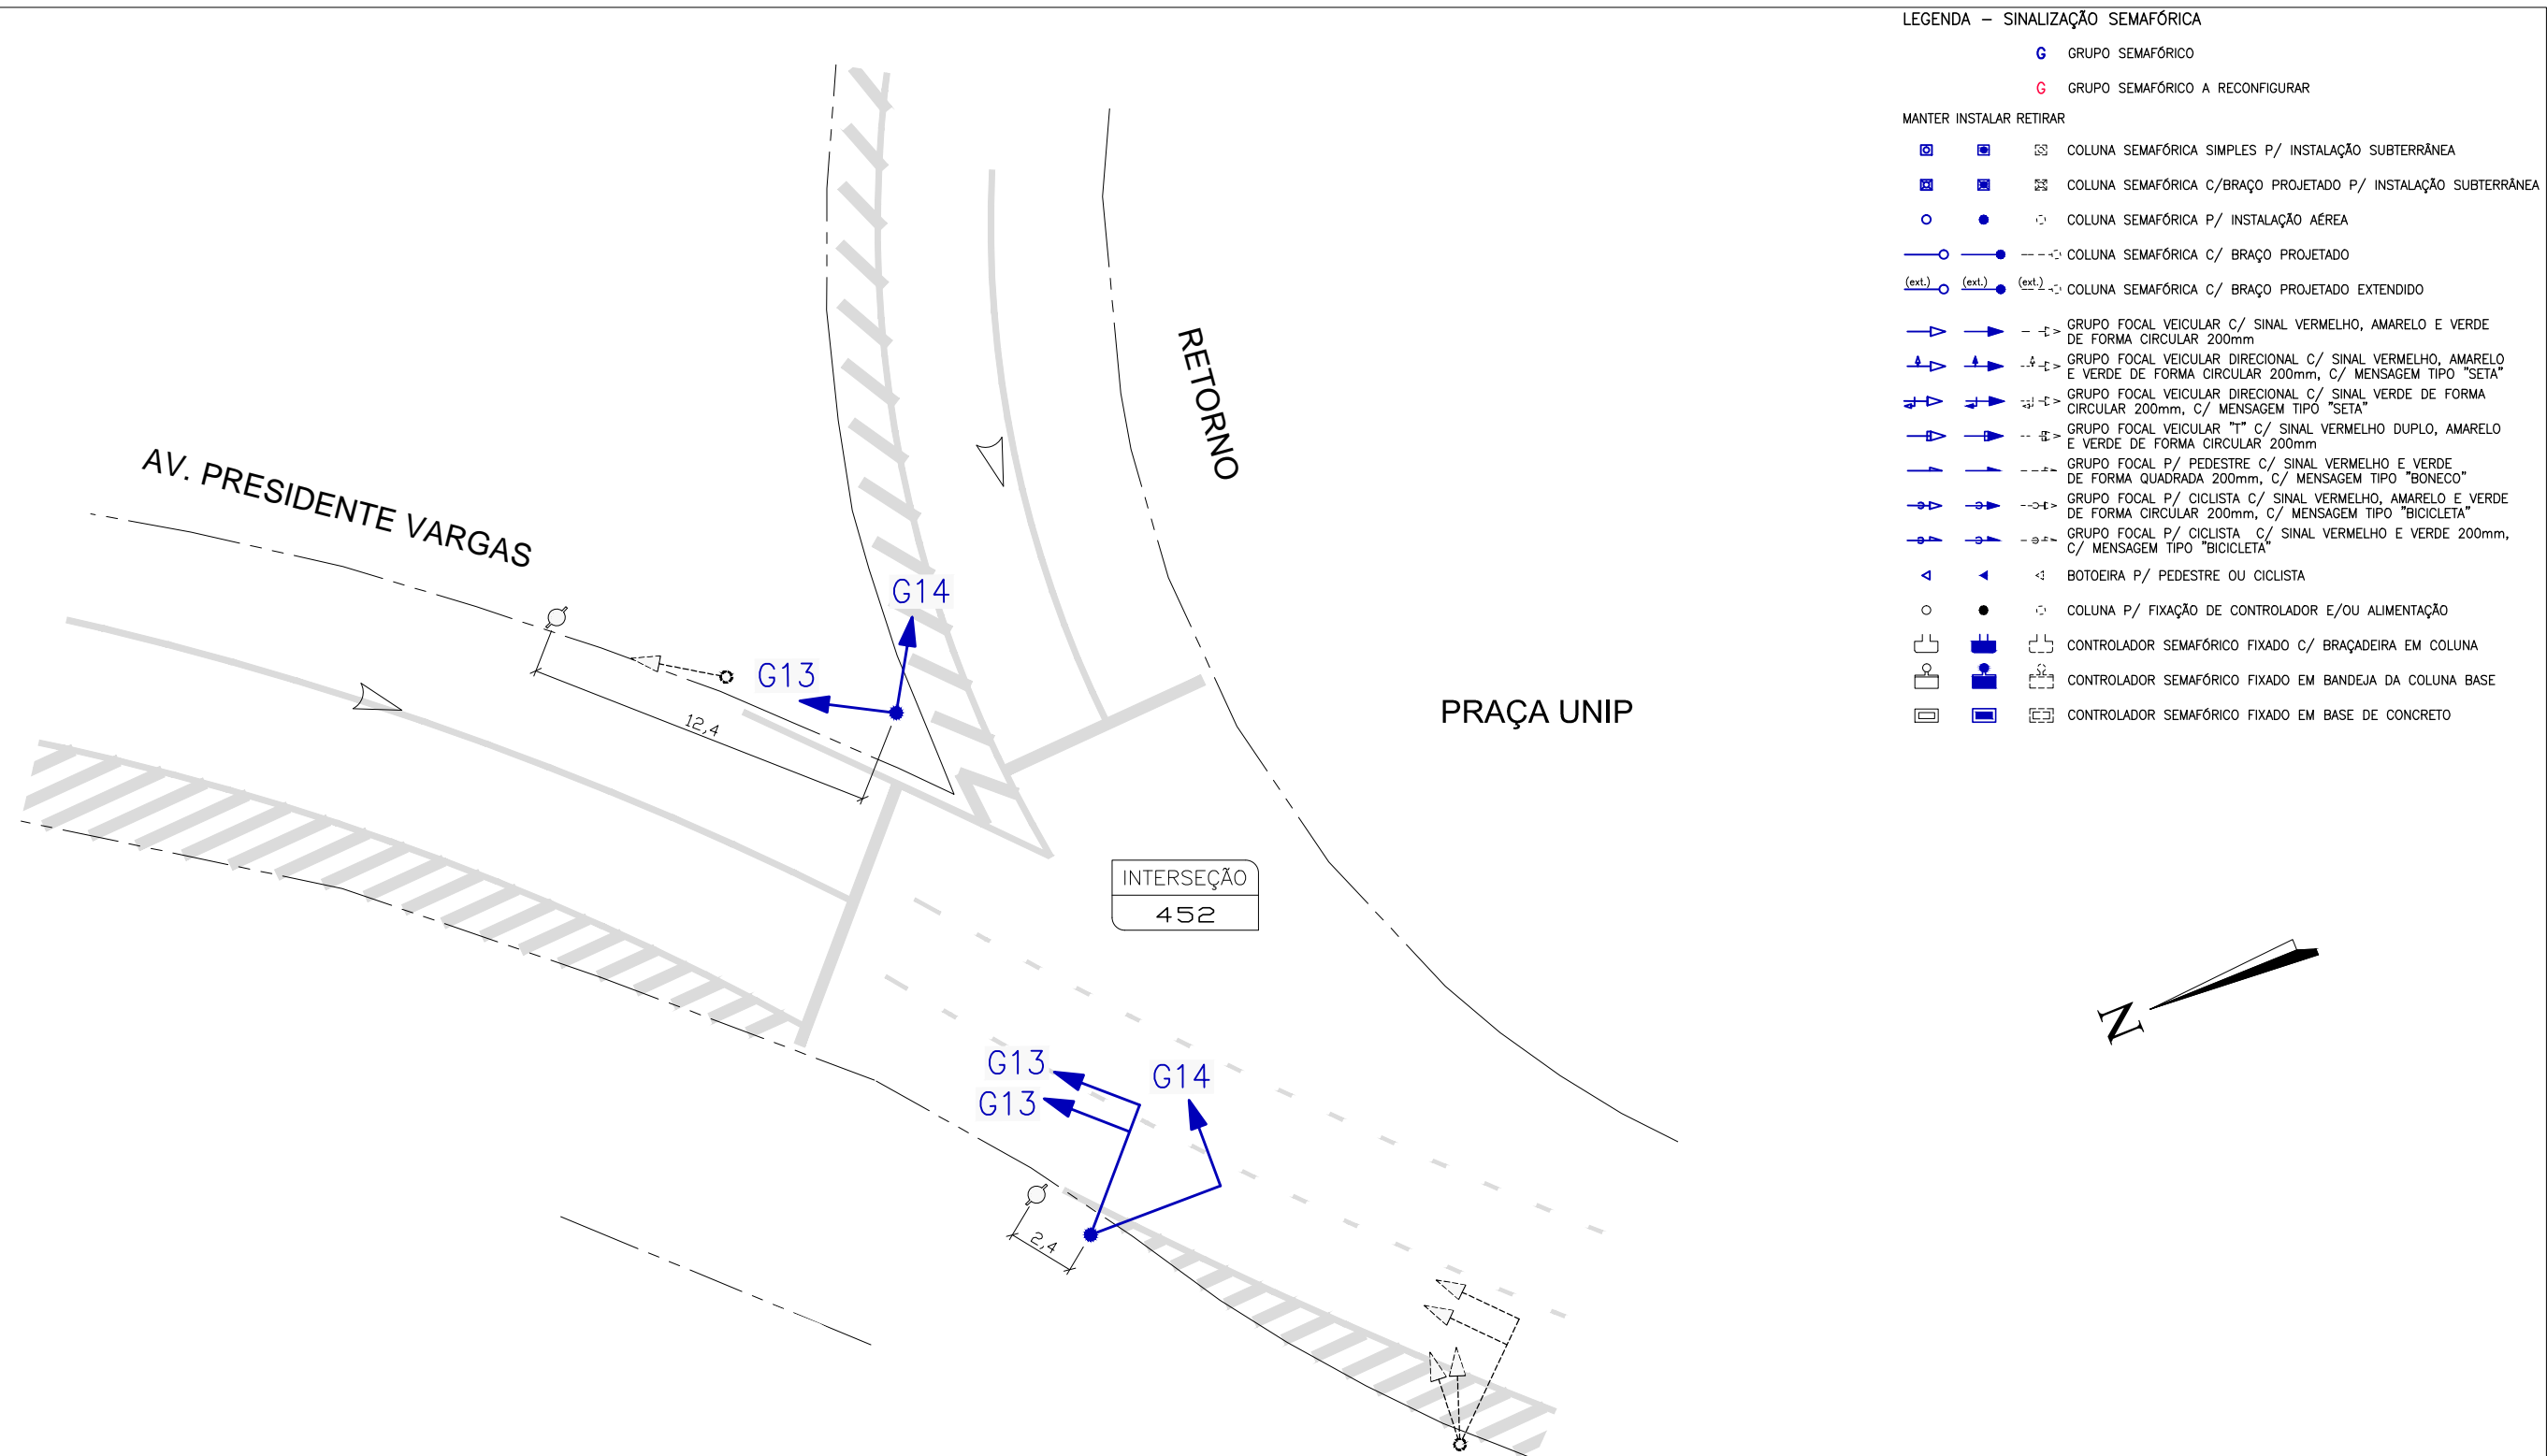 LEGENDA – SINALIZAÇÃO SEMAFÓRICA
G GRUPO SEMAFÓRICO
G GRUPO SEMAFÓRICO A RECONFIGURAR
MANTER INSTALAR RETIRAR
COLUNA SEMAFÓRICA SIMPLES P/ INSTALAÇÃO SUBTERRÂNEA
COLUNA SEMAFÓRICA C/BRAÇO PROJETADO P/ INSTALAÇÃO SUBTERRÂNEA
COLUNA SEMAFÓRICA P/ INSTALAÇÃO AÉREA
COLUNA SEMAFÓRICA C/ BRAÇO PROJETADO
(ext.) (ext.) (ext.) COLUNA SEMAFÓRICA C/ BRAÇO PROJETADO EXTENDIDO
GRUPO FOCAL VEICULAR C/ SINAL VERMELHO, AMARELO E VERDE
DE FORMA CIRCULAR 200mm
GRUPO FOCAL VEICULAR DIRECIONAL C/ SINAL VERMELHO, AMARELO
E VERDE DE FORMA CIRCULAR 200mm, C/ MENSAGEM TIPO "SETA"
GRUPO FOCAL VEICULAR DIRECIONAL C/ SINAL VERDE DE FORMA
CIRCULAR 200mm, C/ MENSAGEM TIPO "SETA"
GRUPO FOCAL VEICULAR "T" C/ SINAL VERMELHO DUPLO, AMARELO
E VERDE DE FORMA CIRCULAR 200mm
GRUPO FOCAL P/ PEDESTRE C/ SINAL VERMELHO E VERDE
DE FORMA QUADRADA 200mm, C/ MENSAGEM TIPO "BONECO"
GRUPO FOCAL P/ CICLISTA C/ SINAL VERMELHO, AMARELO E VERDE
DE FORMA CIRCULAR 200mm, C/ MENSAGEM TIPO "BICICLETA"
GRUPO FOCAL P/ CICLISTA C/ SINAL VERMELHO E VERDE 200mm,
C/ MENSAGEM TIPO "BICICLETA"
BOTOEIRA P/ PEDESTRE OU CICLISTA
COLUNA P/ FIXAÇÃO DE CONTROLADOR E/OU ALIMENTAÇÃO
CONTROLADOR SEMAFÓRICO FIXADO C/ BRAÇADEIRA EM COLUNA
CONTROLADOR SEMAFÓRICO FIXADO EM BANDEJA DA COLUNA BASE
CONTROLADOR SEMAFÓRICO FIXADO EM BASE DE CONCRETO
RETORNO
AV. PRESIDENTE VARGAS
G14
G13
12,4
PRAÇA UNIP
INTERSEÇÃO
452
N
G13
G14
G13
2,4